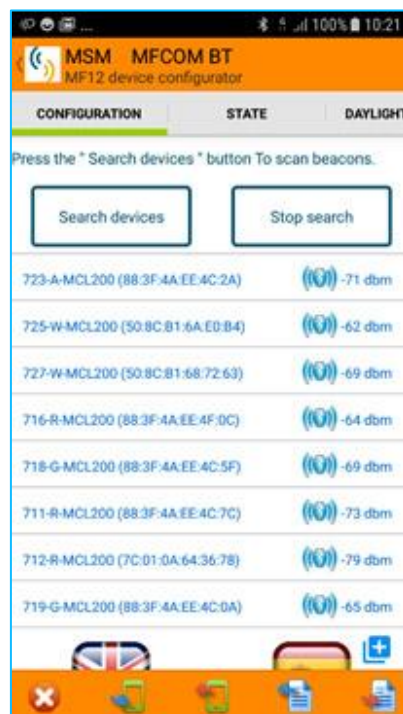 ... 100% 10:21
MSM MFCOM BT
MF12 device configurator
CONFIGURATION STATE DAYLIGHT
Press the " Search devices " button To scan beacons.
Search devices Stop search
723-A-MCL200 (88:3F:4A:EE:4C:2A) -71 dbm
725-W-MCL200 (50:8C:B1:6A:E0:B4) -62 dbm
727-W-MCL200 (50:8C:81:68:72:63) -69 dbm
716-R-MCL200 (88:3F:4A:EE:4F:0C) -64 dbm
718-G-MCL200 (88:3F:4A:EE:4C:5F) -69 dbm
711-R-MCL200 (88:3F:4A:EE:4C:7C) -73 dbm
712-R-MCL200 (7C:01:0A:64:36:78) -79 dbm
719-G-MCL200 (88:3F:4A:EE:4C:0A) -65 dbm